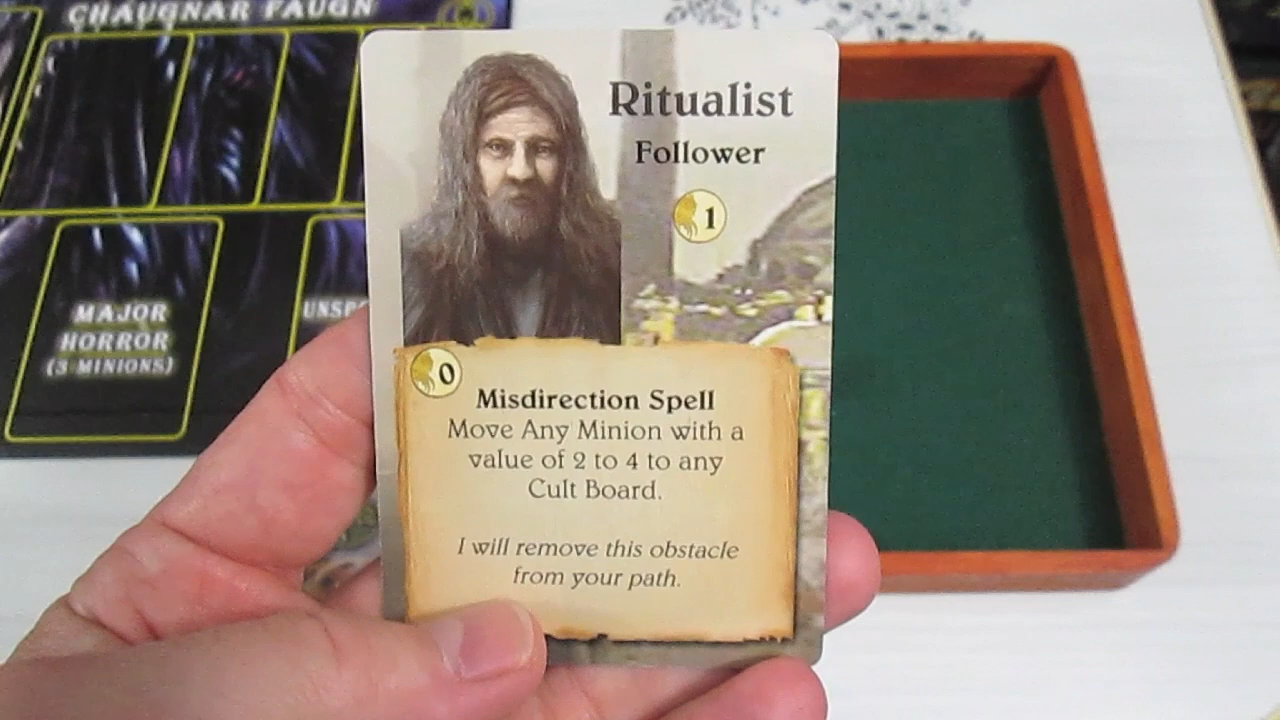 CHAUGNAR FAUGN
MAJOR
HORROR
(3 MINIONS)
Ritualist
Follower
1
0
Misdirection Spell
Move Any Minion with a
value of 2 to 4 to any
Cult Board.
I will remove this obstacle
from your path.